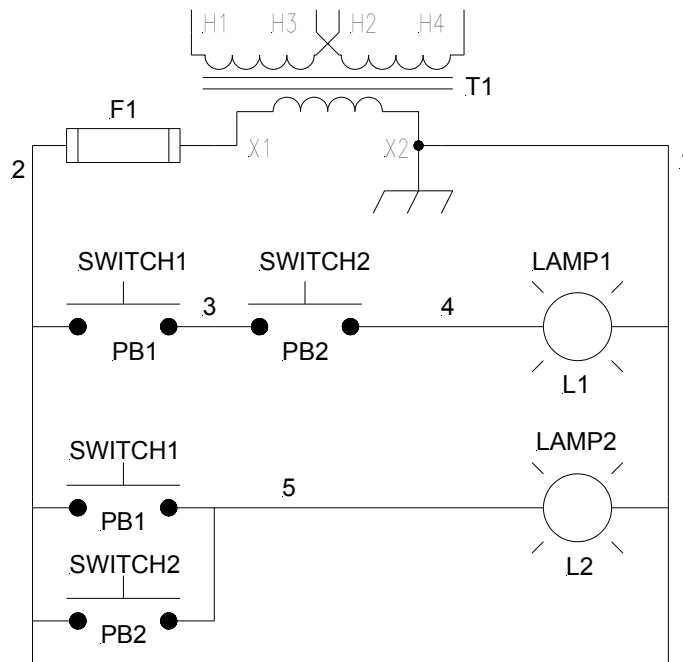 H1 H3 H2 H4
T1
F1
X1 X2
2
SWITCH1 SWITCH2 LAMP1
3 4
PB1 PB2 L1
SWITCH1 LAMP2
5
PB1
SWITCH2 L2
PB2